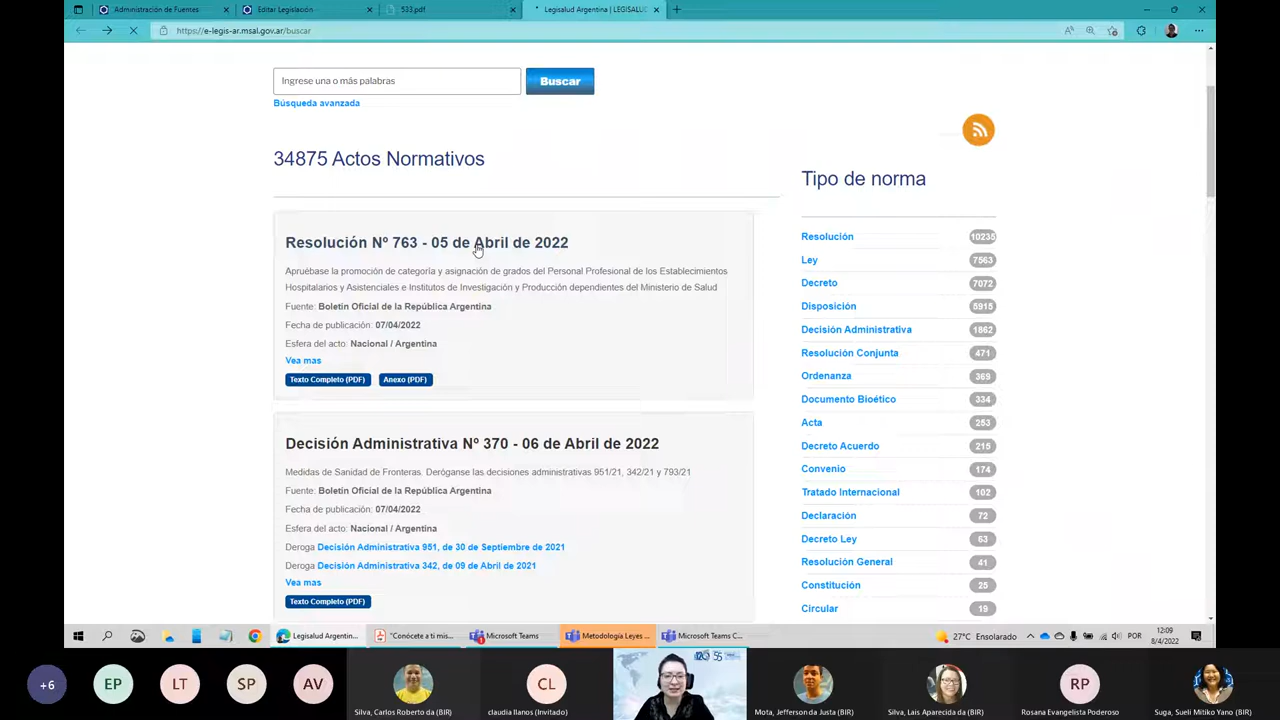 Administración de Fuentes
Editar Legislación
533.pdf
Legisalud Argentina | LEGISALU
https://e-legis-ar.msal.gov.ar/buscar
Ingrese una o más palabras
Buscar
Búsqueda avanzada
34875 Actos Normativos
Resolución Nº 763 - 05 de Abril de 2022
Apruébase la promoción de categoría y asignación de grados del Personal Profesional de los Establecimientos
Hospitalarios y Asistenciales e Institutos de Investigación y Producción dependientes del Ministerio de Salud
Fuente: Boletín Oficial de la República Argentina
Fecha de publicación: 07/04/2022
Esfera del acto: Nacional / Argentina
Vea mas
Texto Completo (PDF) Anexo (PDF)
Decisión Administrativa Nº 370 - 06 de Abril de 2022
Medidas de Sanidad de Fronteras. Deróganse las decisiones administrativas 951/21, 342/21 y 793/21
Fuente: Boletín Oficial de la República Argentina
Fecha de publicación: 07/04/2022
Esfera del acto: Nacional / Argentina
Deroga Decisión Administrativa 951, de 30 de Septiembre de 2021
Deroga Decisión Administrativa 342, de 09 de Abril de 2021
Vea mas
Texto Completo (PDF)
Tipo de norma
Resolución 10235
Ley 7563
Decreto 7072
Disposición 5915
Decisión Administrativa 1862
Resolución Conjunta 471
Ordenanza 369
Documento Bioético 334
Acta 253
Decreto Acuerdo 215
Convenio 174
Tratado Internacional 102
Declaración 72
Decreto Ley 63
Resolución General 41
Constitución 25
Circular 19
Legisalud Argentin...
"Conócete a ti mis...
Microsoft Teams
Metodología Leyes ...
Microsoft Teams C...
27°C Ensolarado
POR
12:09
8/4/2022
+6
EP
LT
SP
AV
CL
RP
Silva, Carlos Roberto da (BIR)
claudia llanos (Invitado)
Mota, Jefferson da Justa (BIR)
Silva, Lais Aparecida da (BIR)
Rosana Evangelista Poderoso
Suga, Sueli Mitiko Yano (BIR)